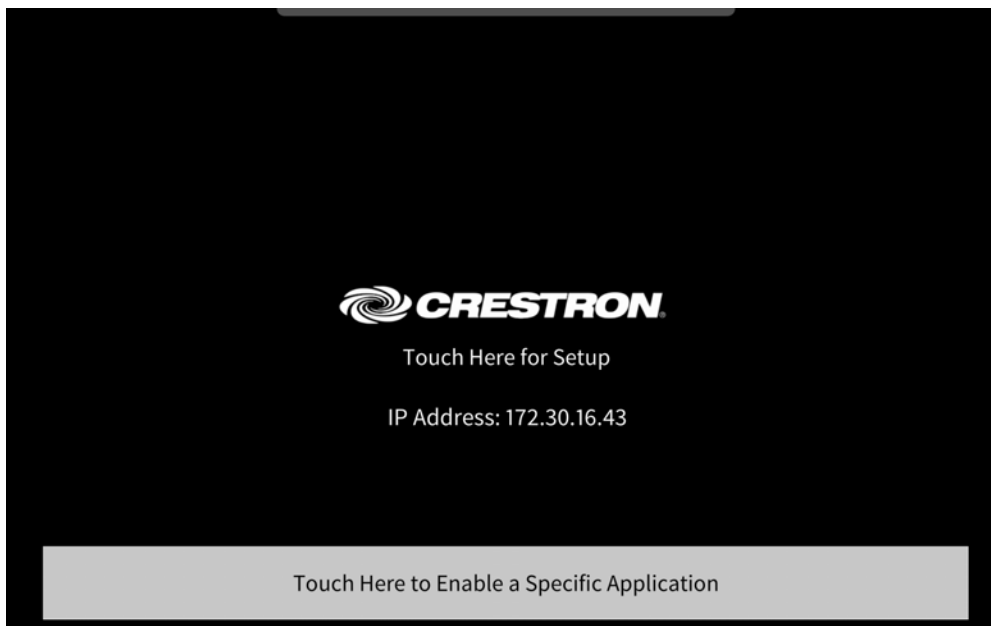 CRESTRON®
Touch Here for Setup
IP Address: 172.30.16.43
Touch Here to Enable a Specific Application